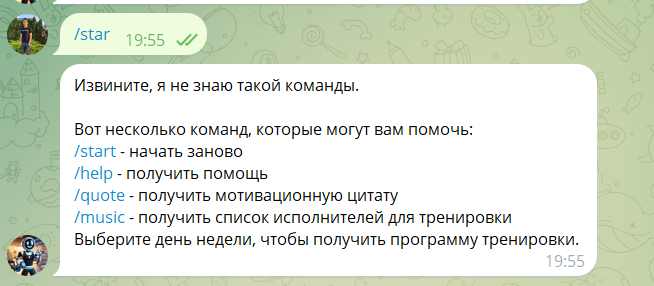 /star 19:55
Извините, я не знаю такой команды.
Вот несколько команд, которые могут вам помочь:
/start - начать заново
/help - получить помощь
/quote - получить мотивационную цитату
/music - получить список исполнителей для тренировки
Выберите день недели, чтобы получить программу тренировки.
19:55